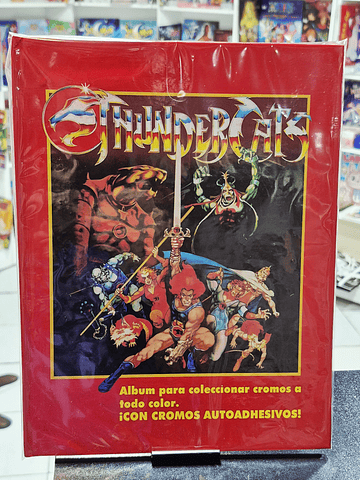 THUNDERCATS
Album para coleccionar cromos a
todo color.
¡CON CROMOS AUTOADHESIVOS!